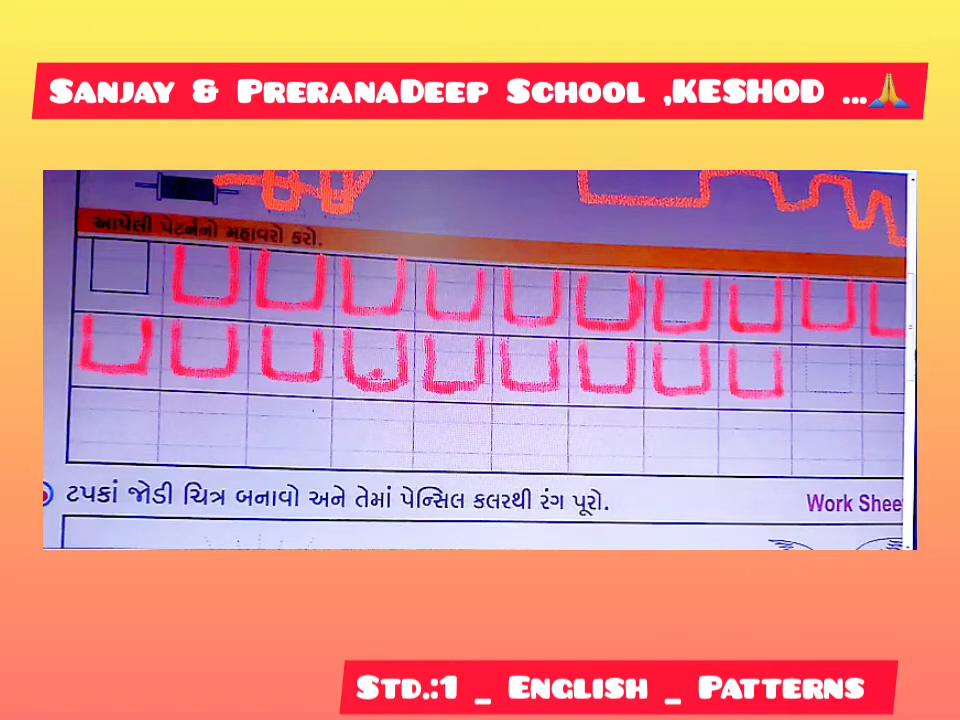 SANJAY & PRERANADEEP SCHOOL ,KESHOD ...🙏
આપેલી પેટર્નનો મહાવરો કરો.
ટપકાં જોડી ચિત્ર બનાવો અને તેમાં પેન્સિલ કલરથી રંગ પૂરો.
Work Shee
STD.:1 _ ENGLISH _ PATTERNS